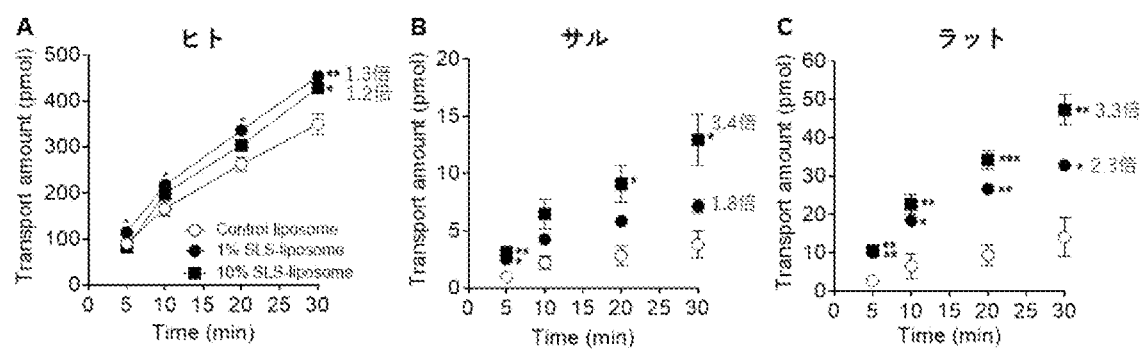 A ヒト
Transport amount (pmol)
500
400
300
200
100
0
** 1.3倍
* 1.2倍
*
*
*
Control liposome
1% SLS-liposome
10% SLS-liposome
0 5 10 15 20 25 30
Time (min)
B サル
Transport amount (pmol)
20
15
10
5
0
3.4倍
*
1.8倍
*
**
*
0 5 10 15 20 25 30
Time (min)
C ラット
Transport amount (pmol)
60
50
40
30
20
10
0
** 3.3倍
* 2.3倍
***
**
**
*
**
**
0 5 10 15 20 25 30
Time (min)